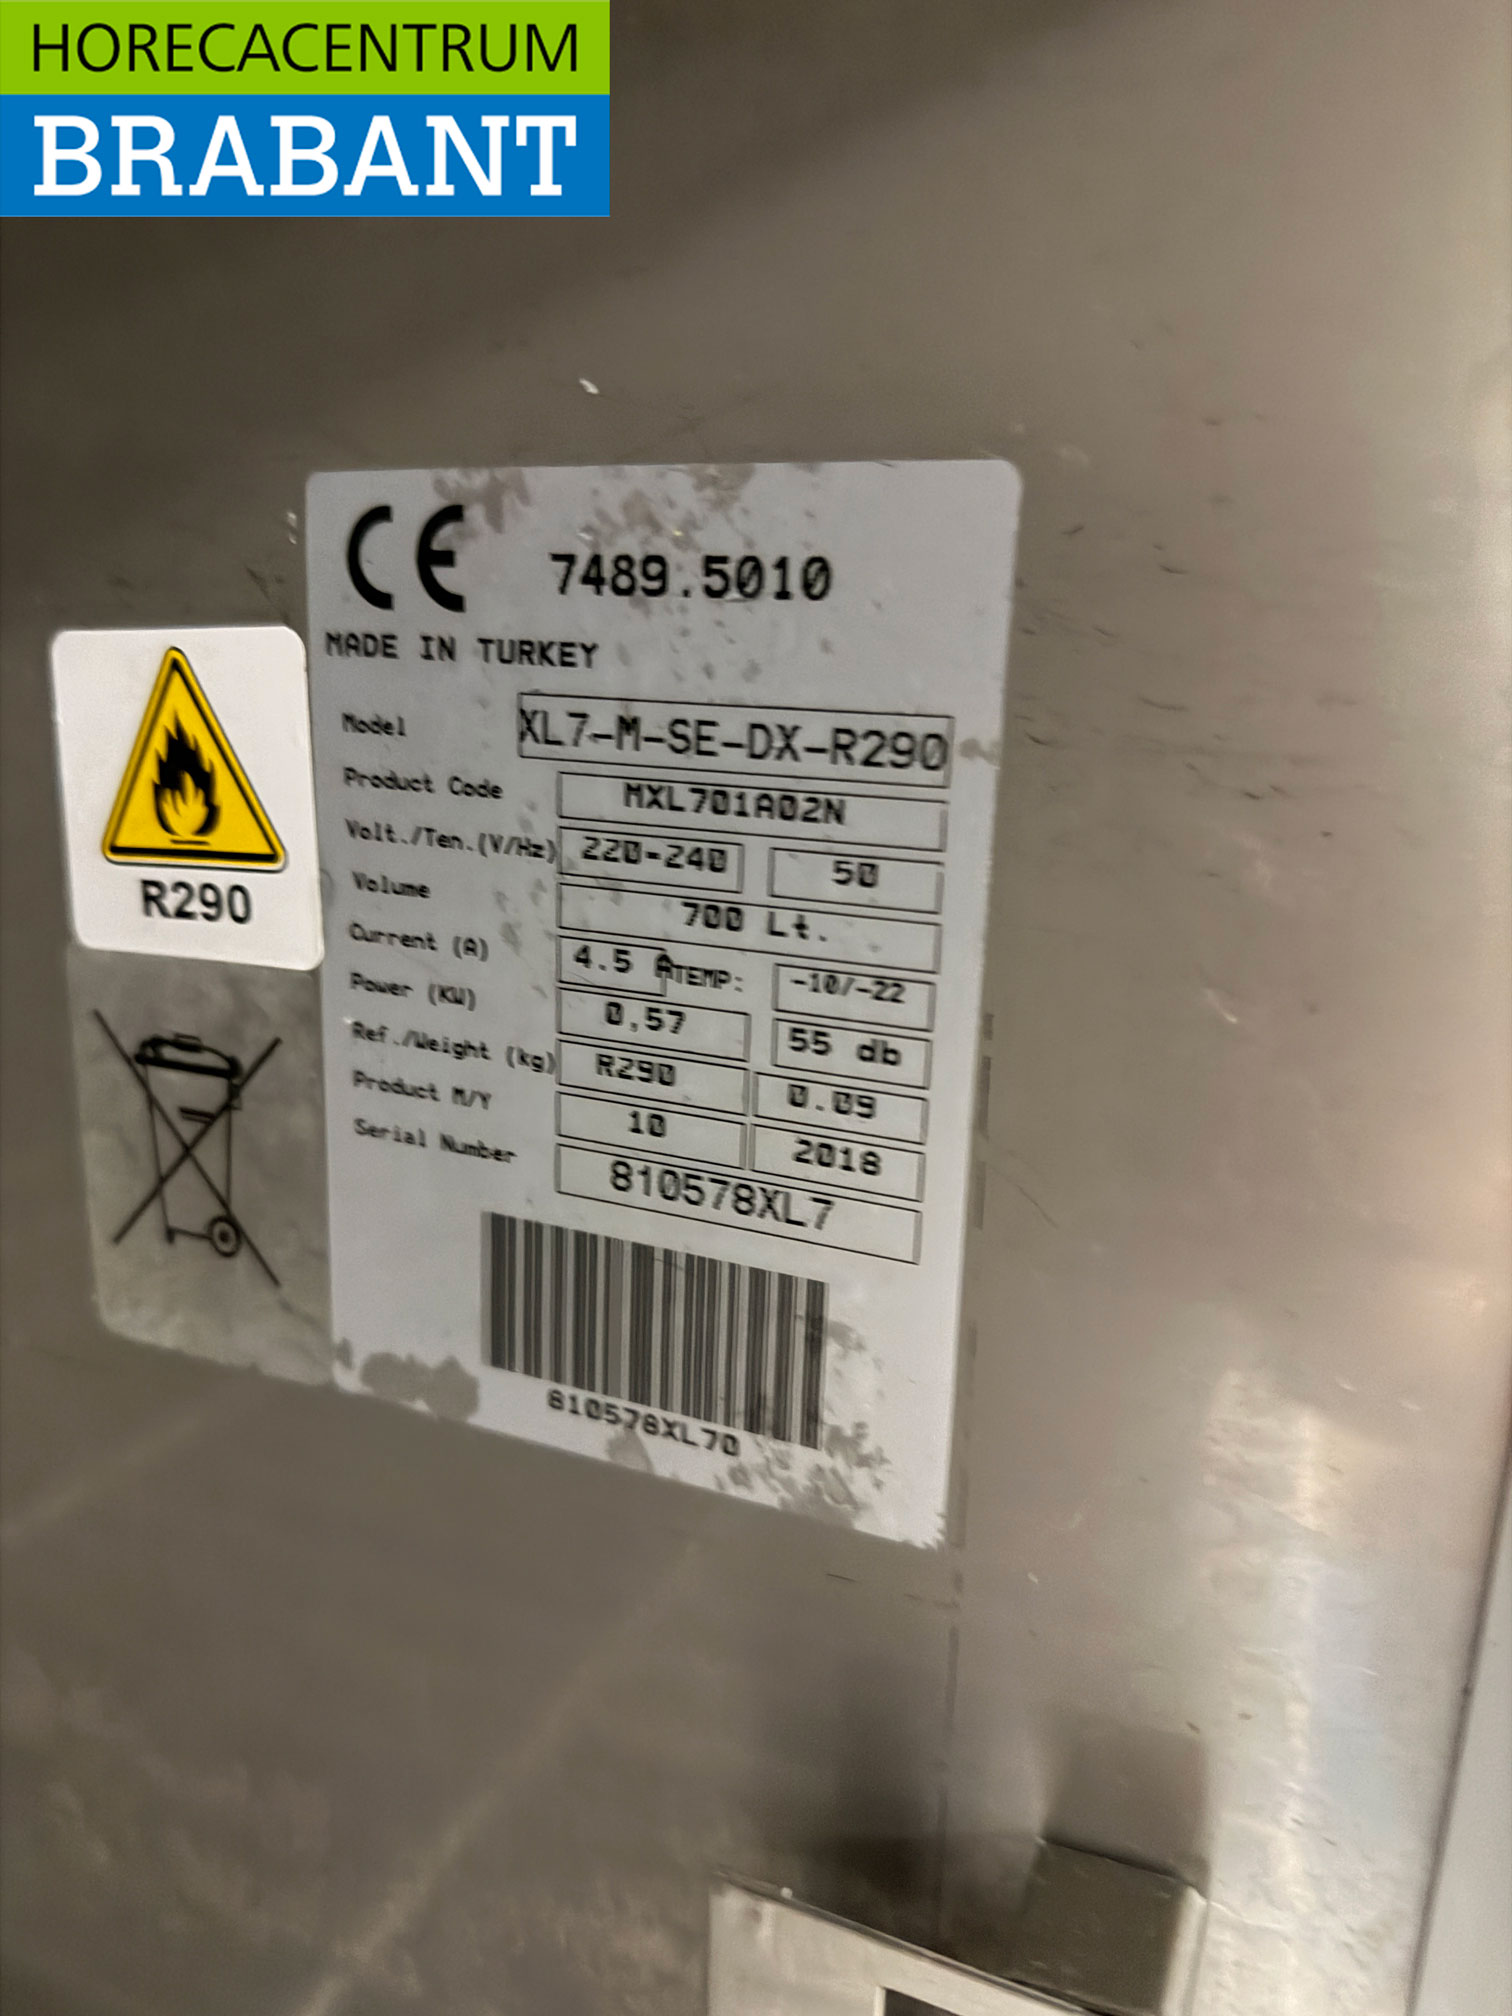 HORECACENTRUM
BRABANT
CE 7489.5010
MADE IN TURKEY
Model XL7-M-SE-DX-R290
Product Code MXL701A02N
Volt./Ten.(V/Hz) 220-240 50
Volume 700 Lt.
Current (A) 4.5 A TEMP: -10/-22
Power (KW) 0,57 55 db
Ref./Weight (kg) R290 0.09
Product M/Y 10 2018
Serial Number 810578XL7
810578XL70
R290